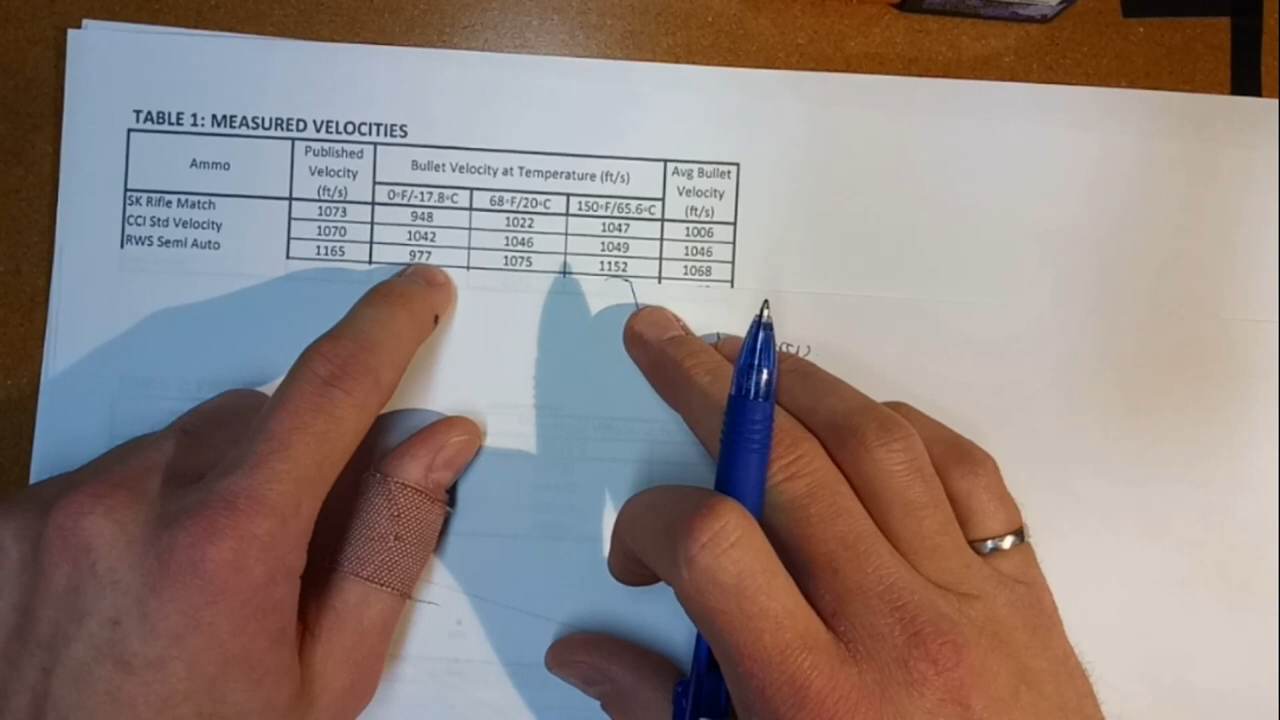 TABLE 1: MEASURED VELOCITIES
Ammo Published Velocity (ft/s) Bullet Velocity at Temperature (ft/s) Avg Bullet Velocity (ft/s)
0◦F/-17.8◦C 68◦F/20◦C 150◦F/65.6◦C
SK Rifle Match 1073 948 1022 1047 1006
CCI Std Velocity 1070 1042 1046 1049 1046
RWS Semi Auto 1165 977 1075 1152 1068